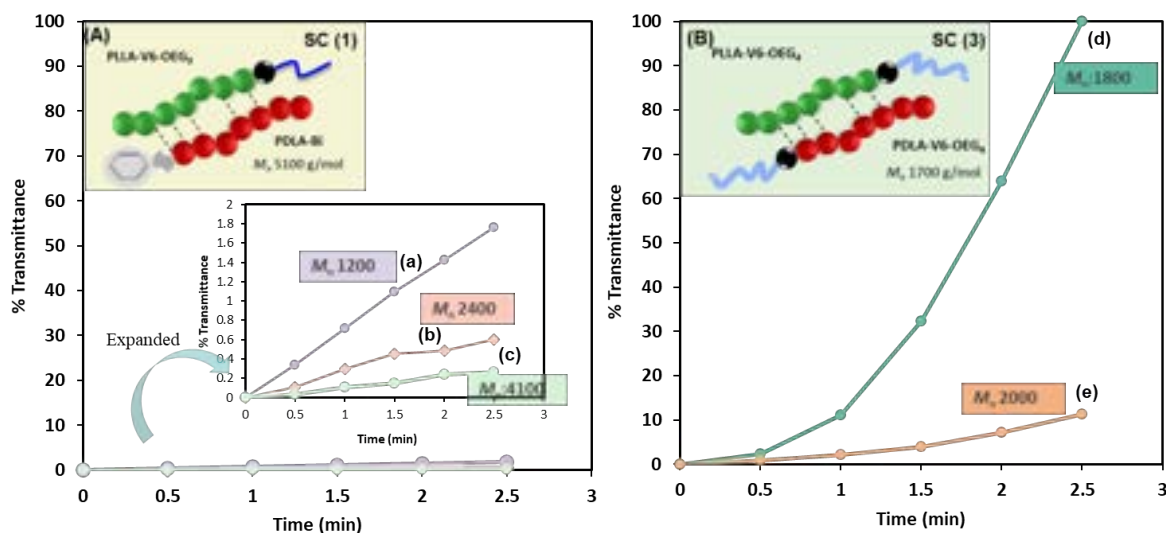 % Transmittance
100
90
80
70
60
50
40
30
20
10
0
0
0.5
1
1.5
2
2.5
3
Time (min)
(A)
SC (1)
PLLA-V6-OEG
PDLA-BI
Mn 5100 g/mol
Expanded
% Transmittance
2
1.8
1.6
1.4
1.2
1
0.8
0.6
0.4
0.2
0
0
0.5
1
1.5
2
2.5
3
Time (min)
Mn 1200
(a)
Mn 2400
(b)
(c)
Mn:4100
% Transmittance
100
90
80
70
60
50
40
30
20
10
0
0
0.5
1
1.5
2
2.5
3
Time (min)
(B)
SC (3)
PLLA-V6-OEG4
PDLA-V6-OEG
Mn 1700 g/mol
(d)
Mn:1800
Mn 2000
(e)